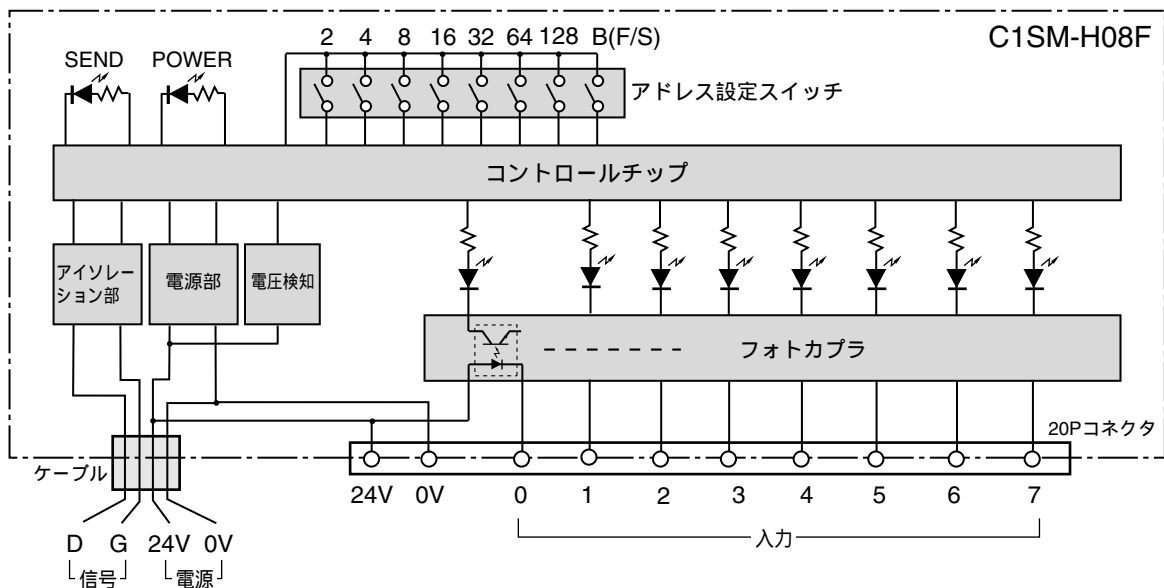 C1SM-H08F
2 4 8 16 32 64 128 B(F/S)
SEND POWER
アドレス設定スイッチ
コントロールチップ
アイソレー
ション部
電源部
電圧検知
フォトカプラ
20Pコネクタ
ケーブル
24V 0V 0 1 2 3 4 5 6 7
入力
D G 24V 0V
信号 電源